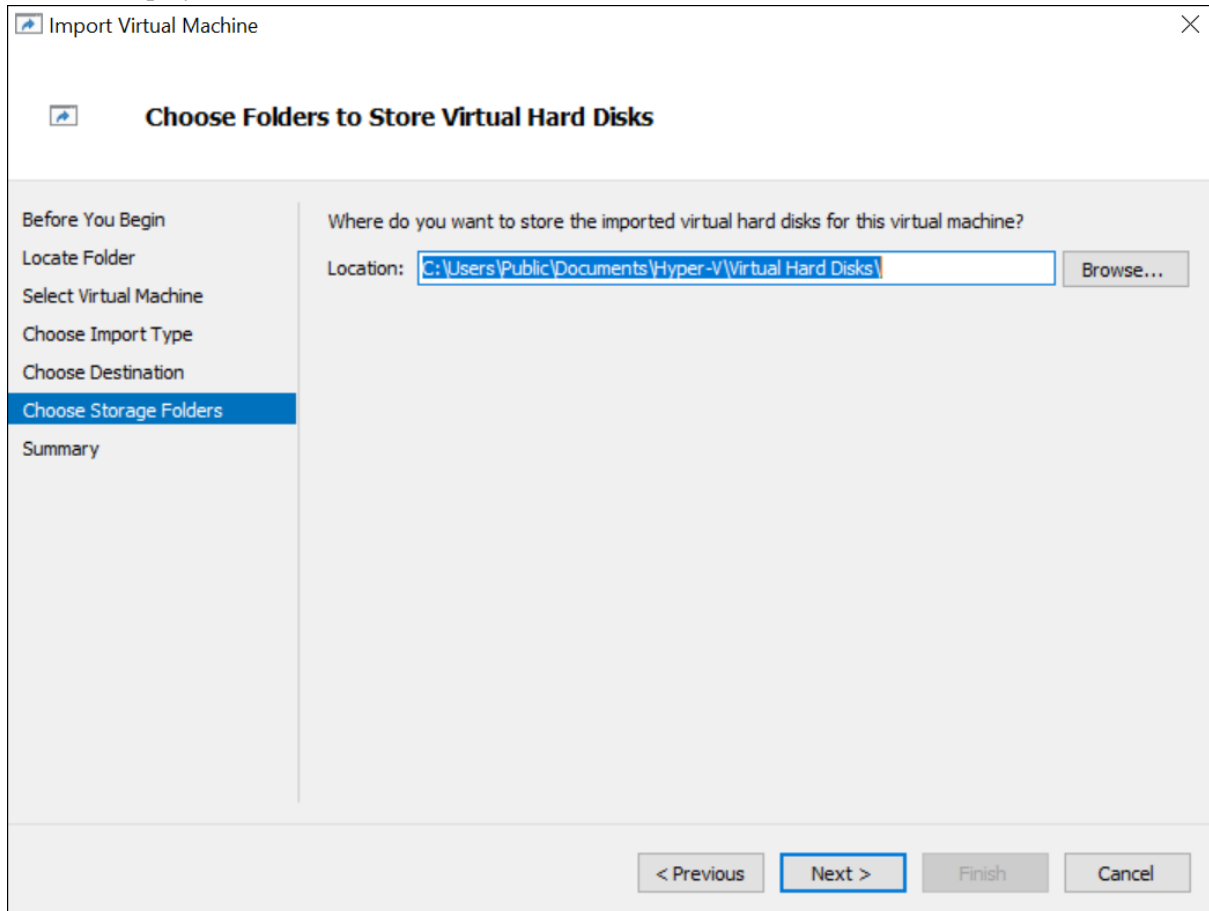 Import Virtual Machine
Choose Folders to Store Virtual Hard Disks
Before You Begin
Locate Folder
Select Virtual Machine
Choose Import Type
Choose Destination
Choose Storage Folders
Summary
Where do you want to store the imported virtual hard disks for this virtual machine?
Location: C:\Users\Public\Documents\Hyper-V\Virtual Hard Disks\ Browse...
< Previous Next > Finish Cancel